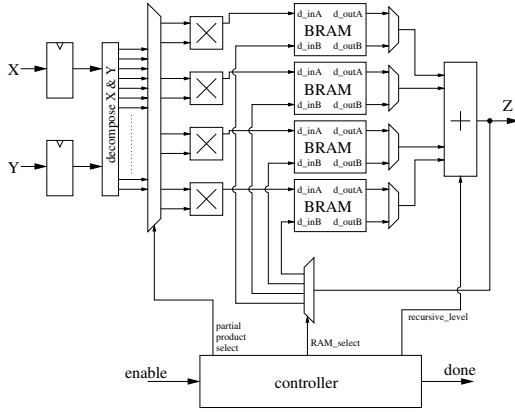 X
Y
decompose X & Y
d_inA d_outA
BRAM
d_inB d_outB
d_inA d_outA
BRAM
d_inB d_outB
d_inA d_outA
BRAM
d_inB d_outB
d_inA d_outA
BRAM
d_inB d_outB
Z
partial
product
select
RAM_select
recursive_level
enable
controller
done